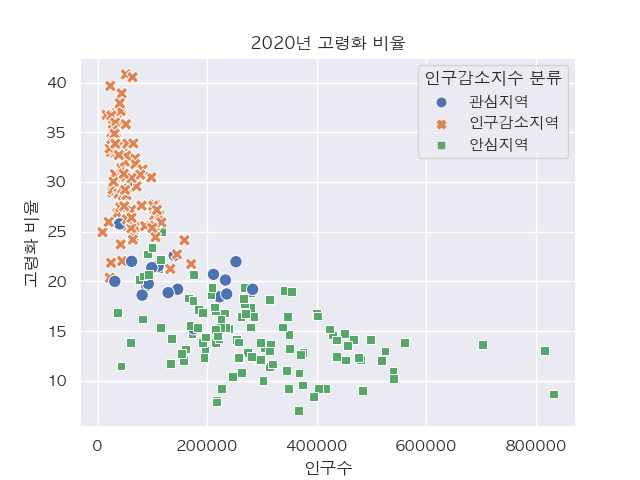 2020년 고령화 비율
인구감소지수 분류
관심지역
인구감소지역
안심지역
고령화 비율
40
35
30
25
20
15
10
0
200000
400000
600000
800000
인구수